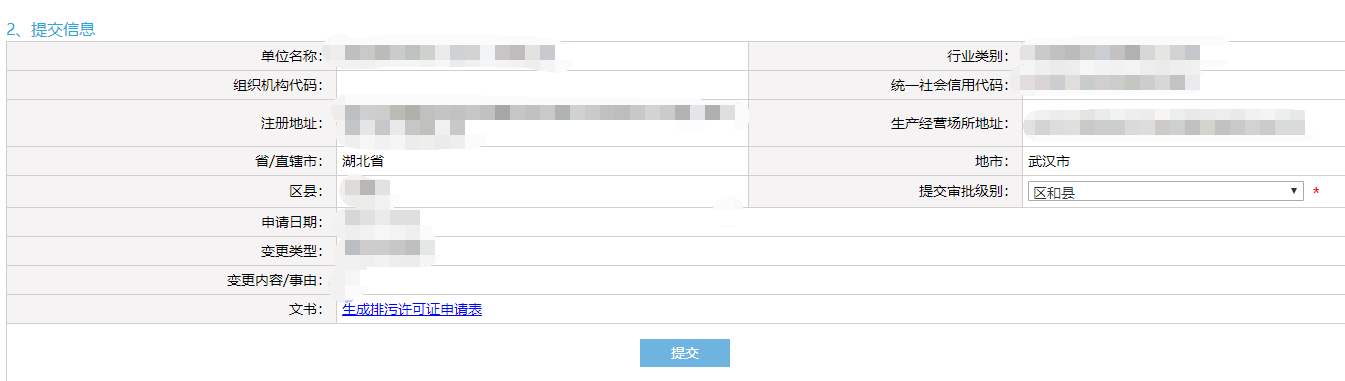 2、提交信息
单位名称： 行业类别：
组织机构代码： 统一社会信用代码：
注册地址： 生产经营场所地址：
省/直辖市： 湖北省 地市： 武汉市
区县： 提交审批级别： 区和县 *
申请日期：
变更类型：
变更内容/事由：
文书： 生成排污许可证申请表
提交